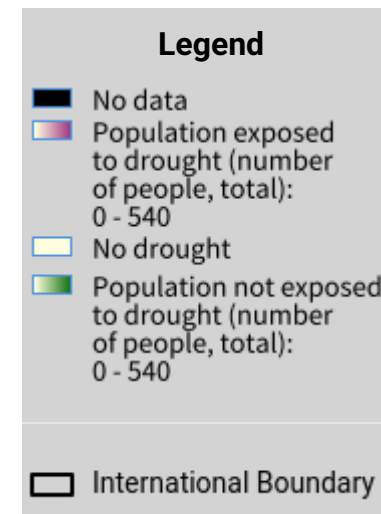 Legend
No data
Population exposed
to drought (number
of people, total):
0 - 540
No drought
Population not exposed
to drought (number
of people, total):
0 - 540
International Boundary